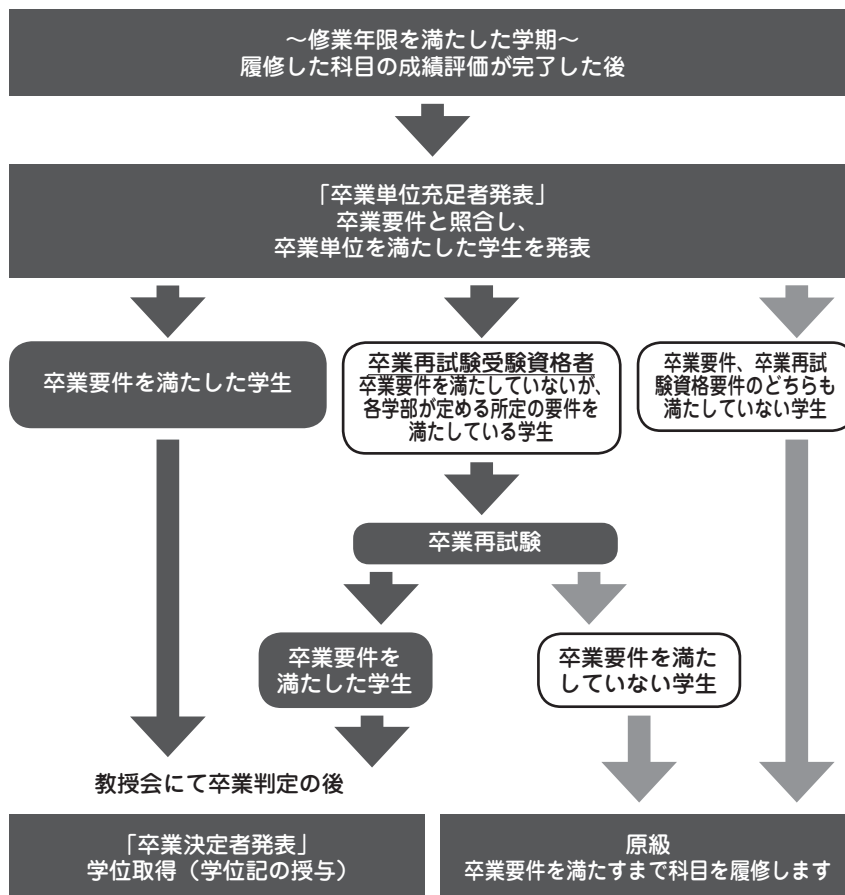 ～修業年限を満たした学期～
履修した科目の成績評価が完了した後
「卒業単位充足者発表」
卒業要件と照合し、
卒業単位を満たした学生を発表
卒業要件を満たした学生
卒業再試験受験資格者
卒業要件を満たしていないが、
各学部が定める所定の要件を
満たしている学生
卒業要件、卒業再試
験資格要件のどちらも
満たしていない学生
卒業再試験
卒業要件を
満たした学生
卒業要件を満た
していない学生
教授会にて卒業判定の後
「卒業決定者発表」
学位取得（学位記の授与）
原級
卒業要件を満たすまで科目を履修します